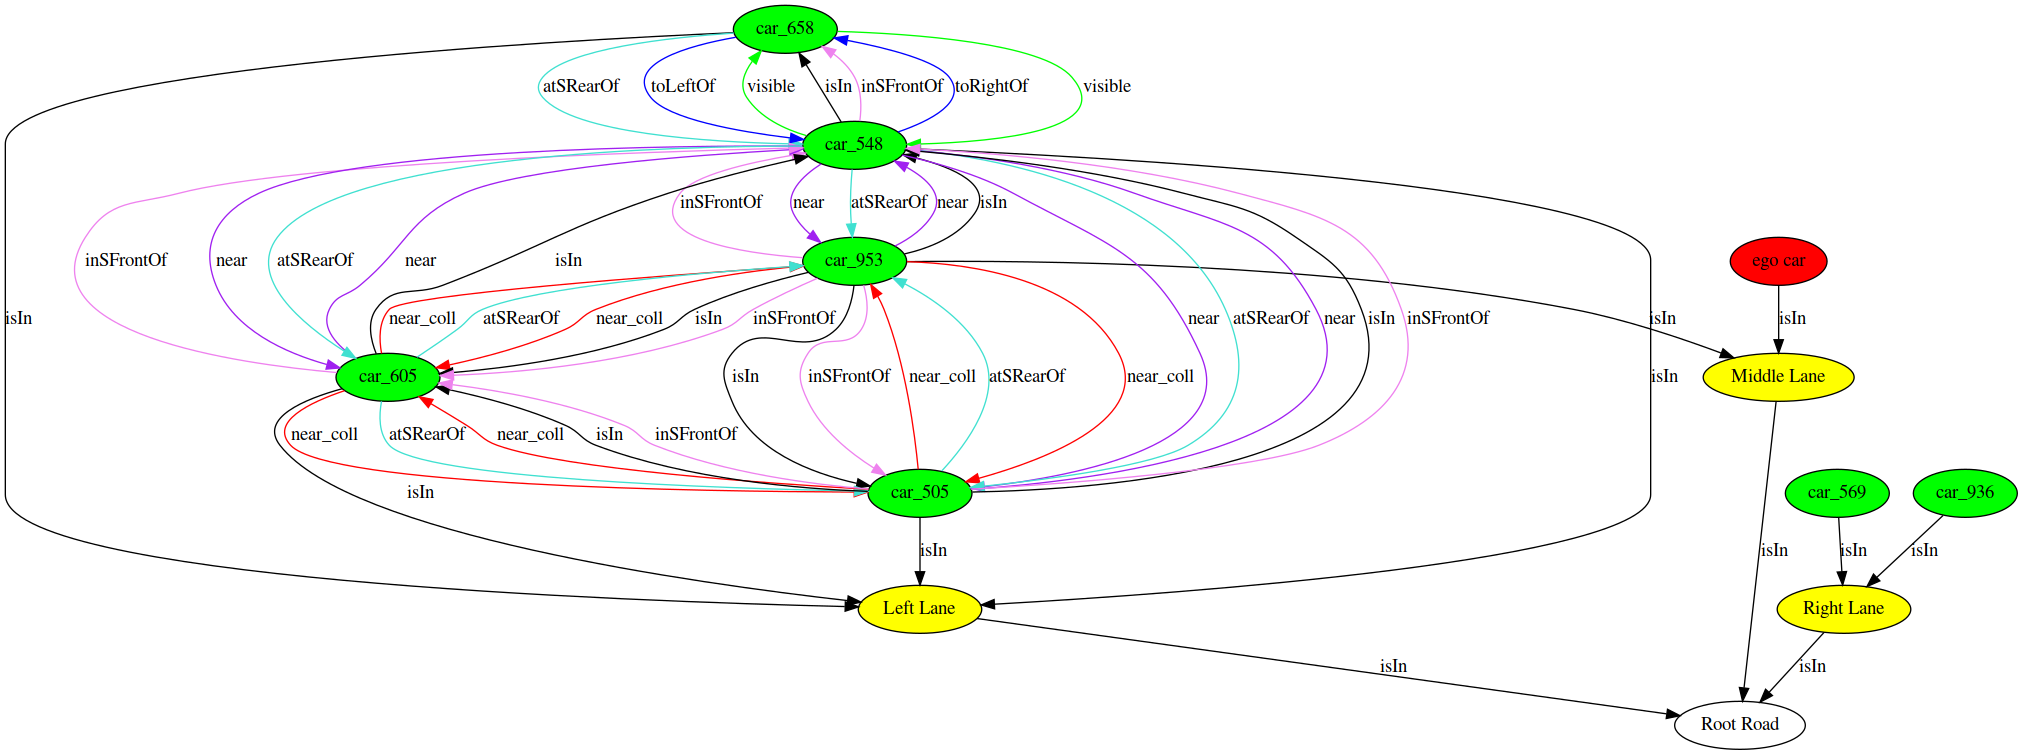 car_658
atSRearOf toLeftOf visible isIn inSFrontOf toRightOf visible
car_548
inSFrontOf near atSRearOf near isIn
inSFrontOf near atSRearOf near isIn car_953 ego car
isIn near_coll atSRearOf near_coll isIn inSFrontOf near atSRearOf near isIn inSFrontOf isIn isIn
car_605 isIn inSFrontOf near_coll atSRearOf near_coll isIn Middle Lane
near_coll atSRearOf near_coll isIn inSFrontOf
isIn car_505 car_569 car_936
isIn isIn isIn isIn
Left Lane Right Lane
isIn isIn
Root Road